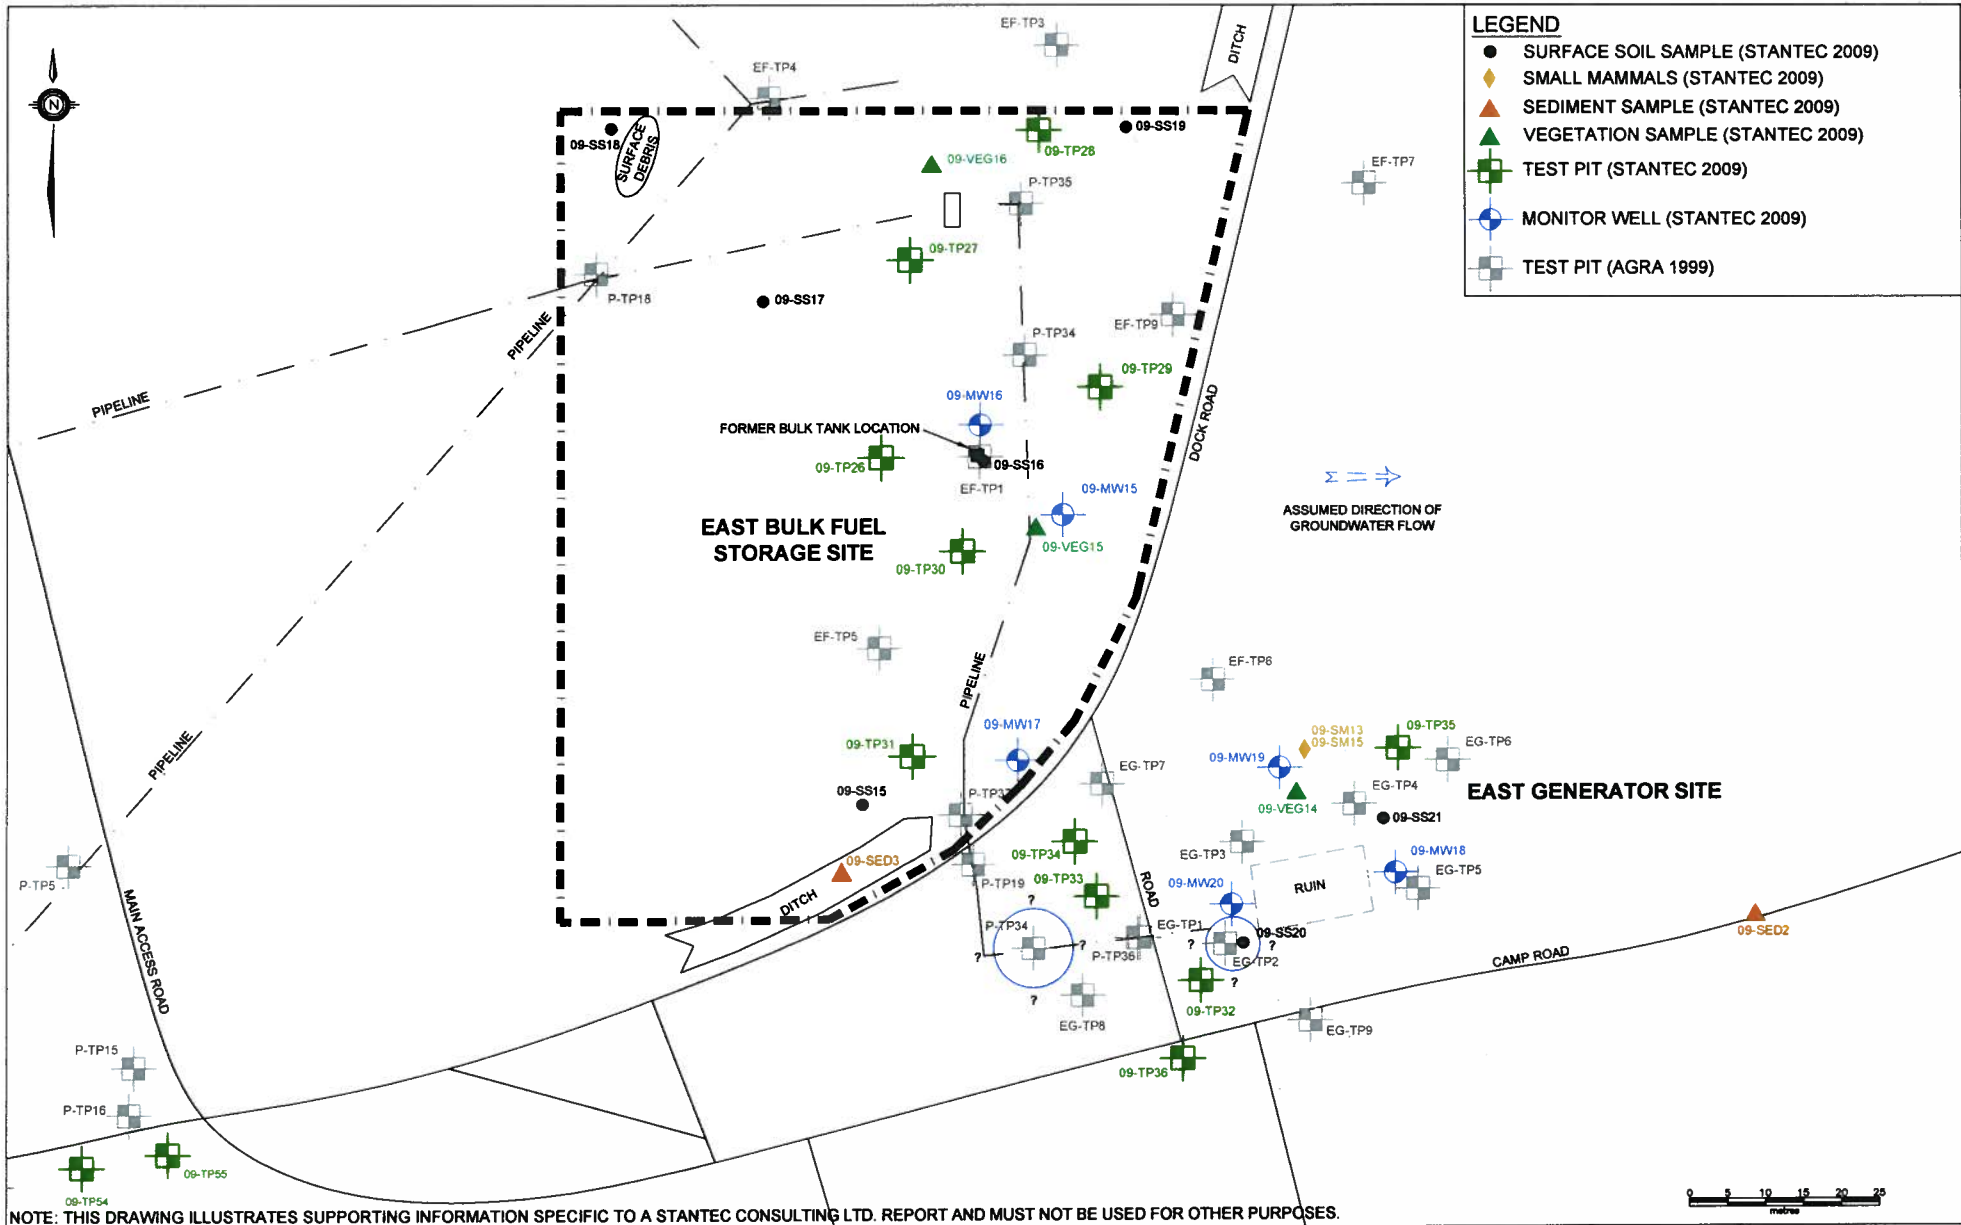 LEGEND
SURFACE SOIL SAMPLE (STANTEC 2009)
SMALL MAMMALS (STANTEC 2009)
SEDIMENT SAMPLE (STANTEC 2009)
VEGETATION SAMPLE (STANTEC 2009)
TEST PIT (STANTEC 2009)
MONITOR WELL (STANTEC 2009)
TEST PIT (AGRA 1999)
N
EF-TP3
DITCH
EF-TP4
09-SS18
SURFACE
DEBRIS
09-SS19
09-TP28
09-VEG16
EF-TP7
P-TP35
09-TP27
P-TP18
09-SS17
EF-TP9
PIPELINE
P-TP34
09-TP29
PIPELINE
09-MW16
DOCK ROAD
FORMER BULK TANK LOCATION
09-TP26
09-SS16
EF-TP1
09-MW15
Σ
ASSUMED DIRECTION OF
GROUNDWATER FLOW
EAST BULK FUEL
STORAGE SITE
09-VEG15
09-TP30
EF-TP5
EF-TP6
PIPELINE
PIPELINE
09-MW17
09-SM13
09-SM15
09-TP35
09-TP31
EG-TP6
09-MW19
EG-TP7
EG-TP4
09-SS15
P-TP37
09-VEG14
EAST GENERATOR SITE
09-SS21
09-TP34
EG-TP3
09-SED3
09-MW18
P-TP19
09-TP33
EG-TP5
P-TP5
ROAD
09-MW20
RUIN
DITCH
MAIN ACCESS ROAD
?
P-TP34
EG-TP1
09-SED2
?
?
?
09-SS20
?
P-TP36
EG-TP2
CAMP ROAD
?
?
09-TP32
EG-TP8
EG-TP9
P-TP15
09-TP36
P-TP16
09-TP55
09-TP54
0 5 10 15 20 25
metres
NOTE: THIS DRAWING ILLUSTRATES SUPPORTING INFORMATION SPECIFIC TO A STANTEC CONSULTING LTD. REPORT AND MUST NOT BE USED FOR OTHER PURPOSES.